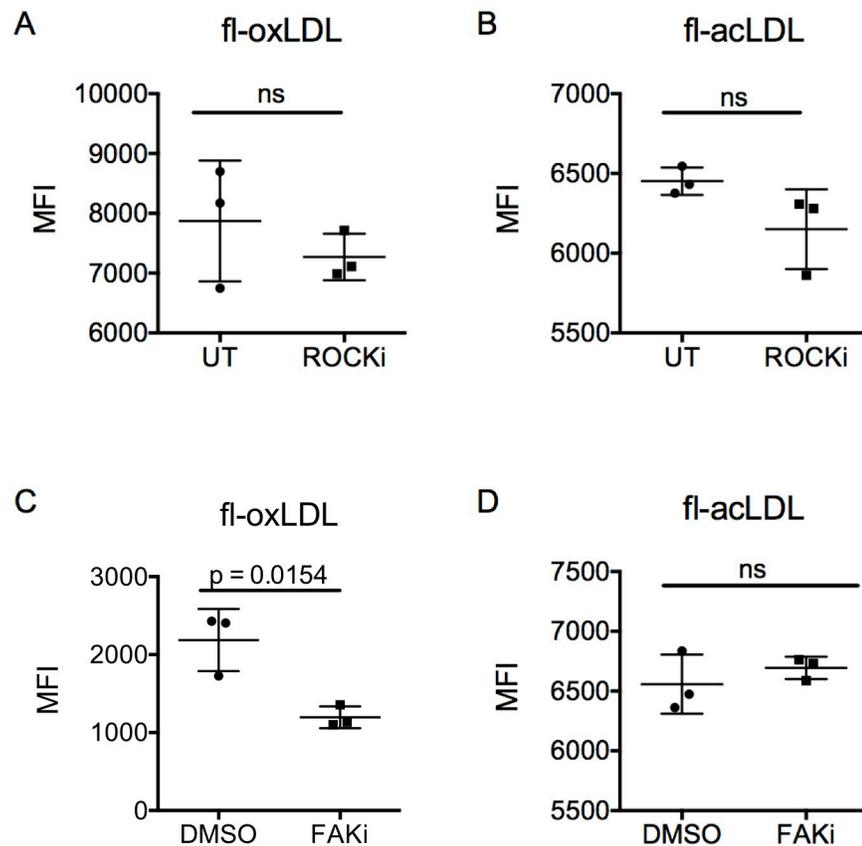 A
fl-oxLDL
MFI
10000
9000
8000
7000
6000
ns
UT
ROCKi
B
fl-acLDL
MFI
7000
6500
6000
5500
ns
UT
ROCKi
C
fl-oxLDL
MFI
3000
2000
1000
0
p = 0.0154
DMSO
FAKi
D
fl-acLDL
MFI
7500
7000
6500
6000
5500
ns
DMSO
FAKi